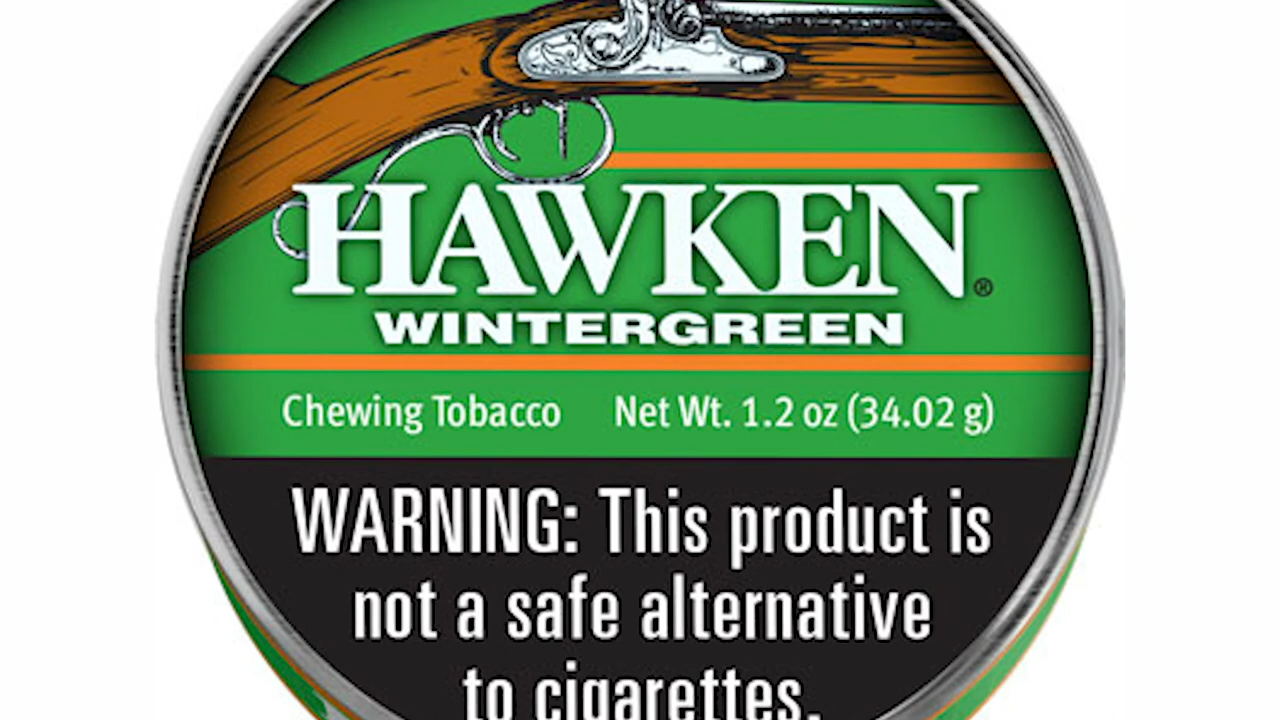 HAWKEN®
WINTERGREEN
Chewing Tobacco Net Wt. 1.2 oz (34.02 g)
WARNING: This product is
not a safe alternative
to cigarettes.